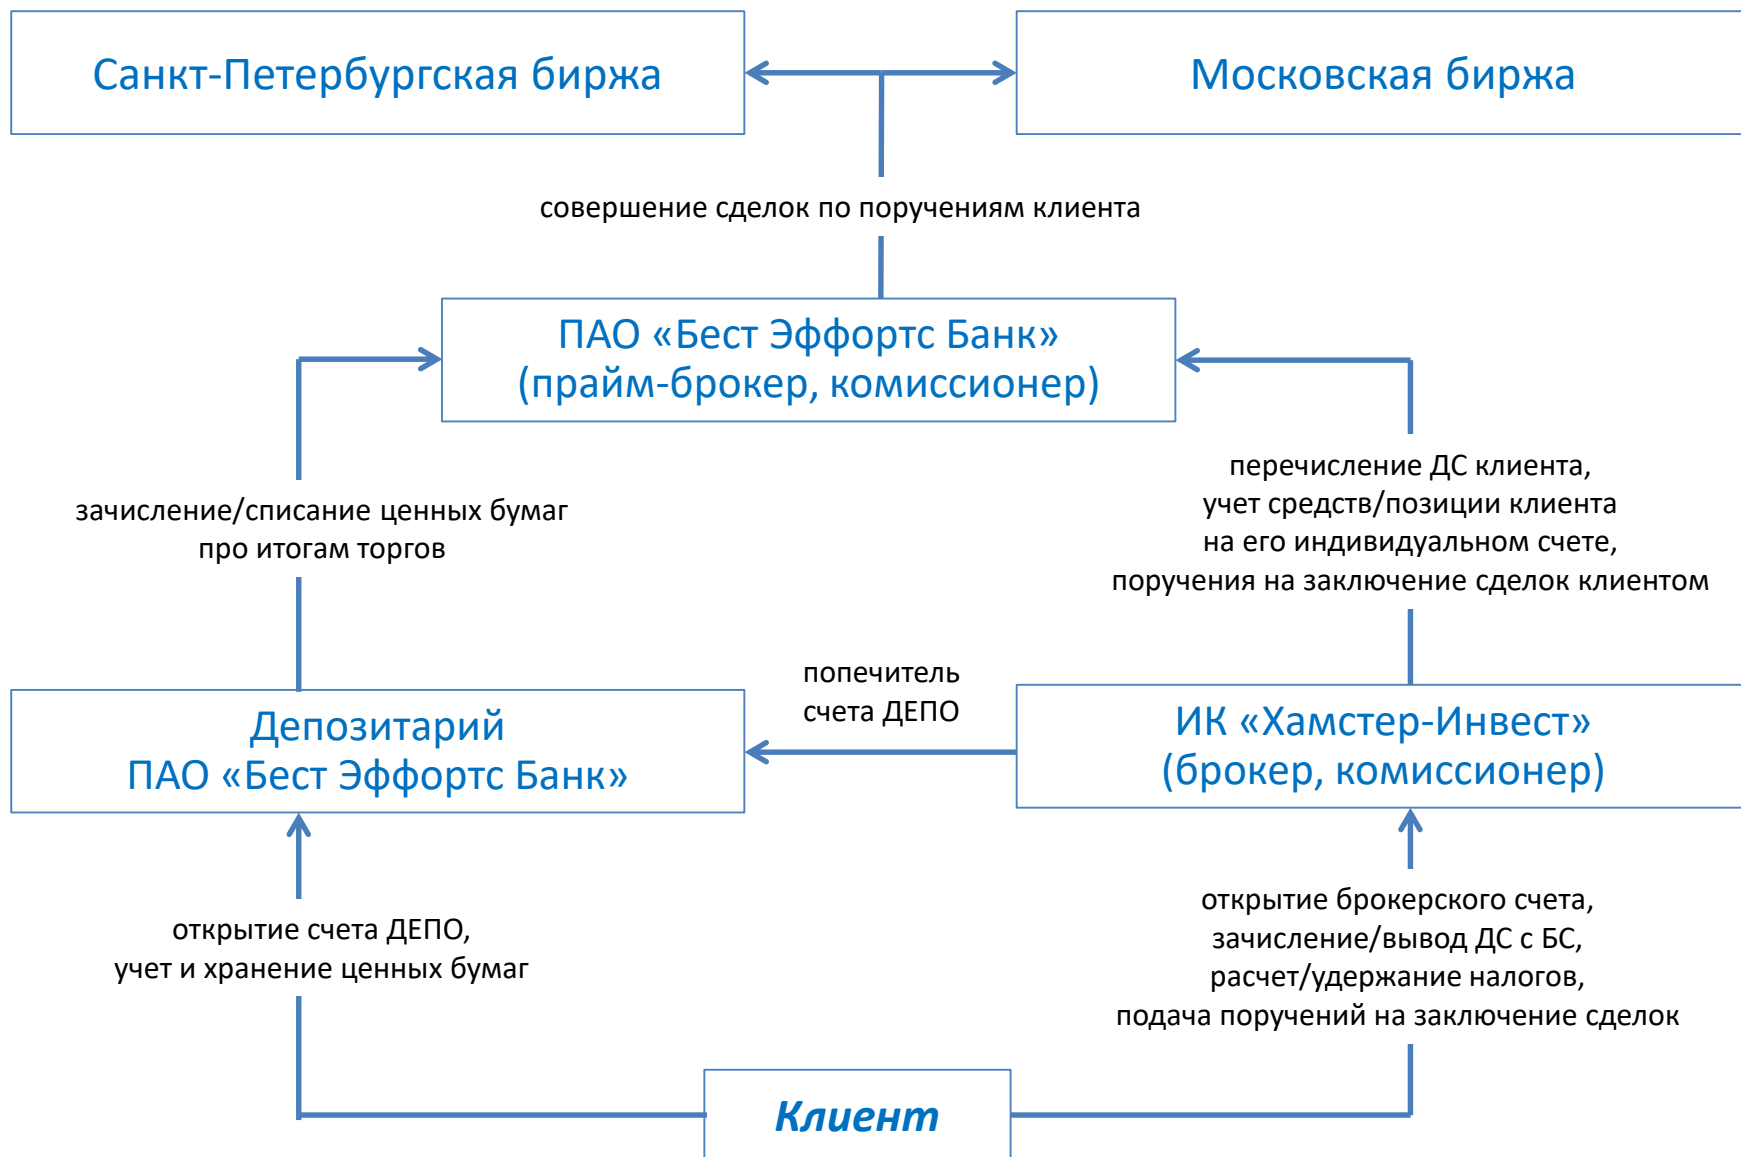 Санкт-Петербургская биржа
Московская биржа
совершение сделок по поручениям клиента
ПАО «Бест Эффортс Банк»
(прайм-брокер, комиссионер)
зачисление/списание ценных бумаг
про итогам торгов
перечисление ДС клиента,
учет средств/позиции клиента
на его индивидуальном счете,
поручения на заключение сделок клиентом
попечитель
счета ДЕПО
Депозитарий
ПАО «Бест Эффортс Банк»
ИК «Хамстер-Инвест»
(брокер, комиссионер)
открытие счета ДЕПО,
учет и хранение ценных бумаг
открытие брокерского счета,
зачисление/вывод ДС с БС,
расчет/удержание налогов,
подача поручений на заключение сделок
Клиент